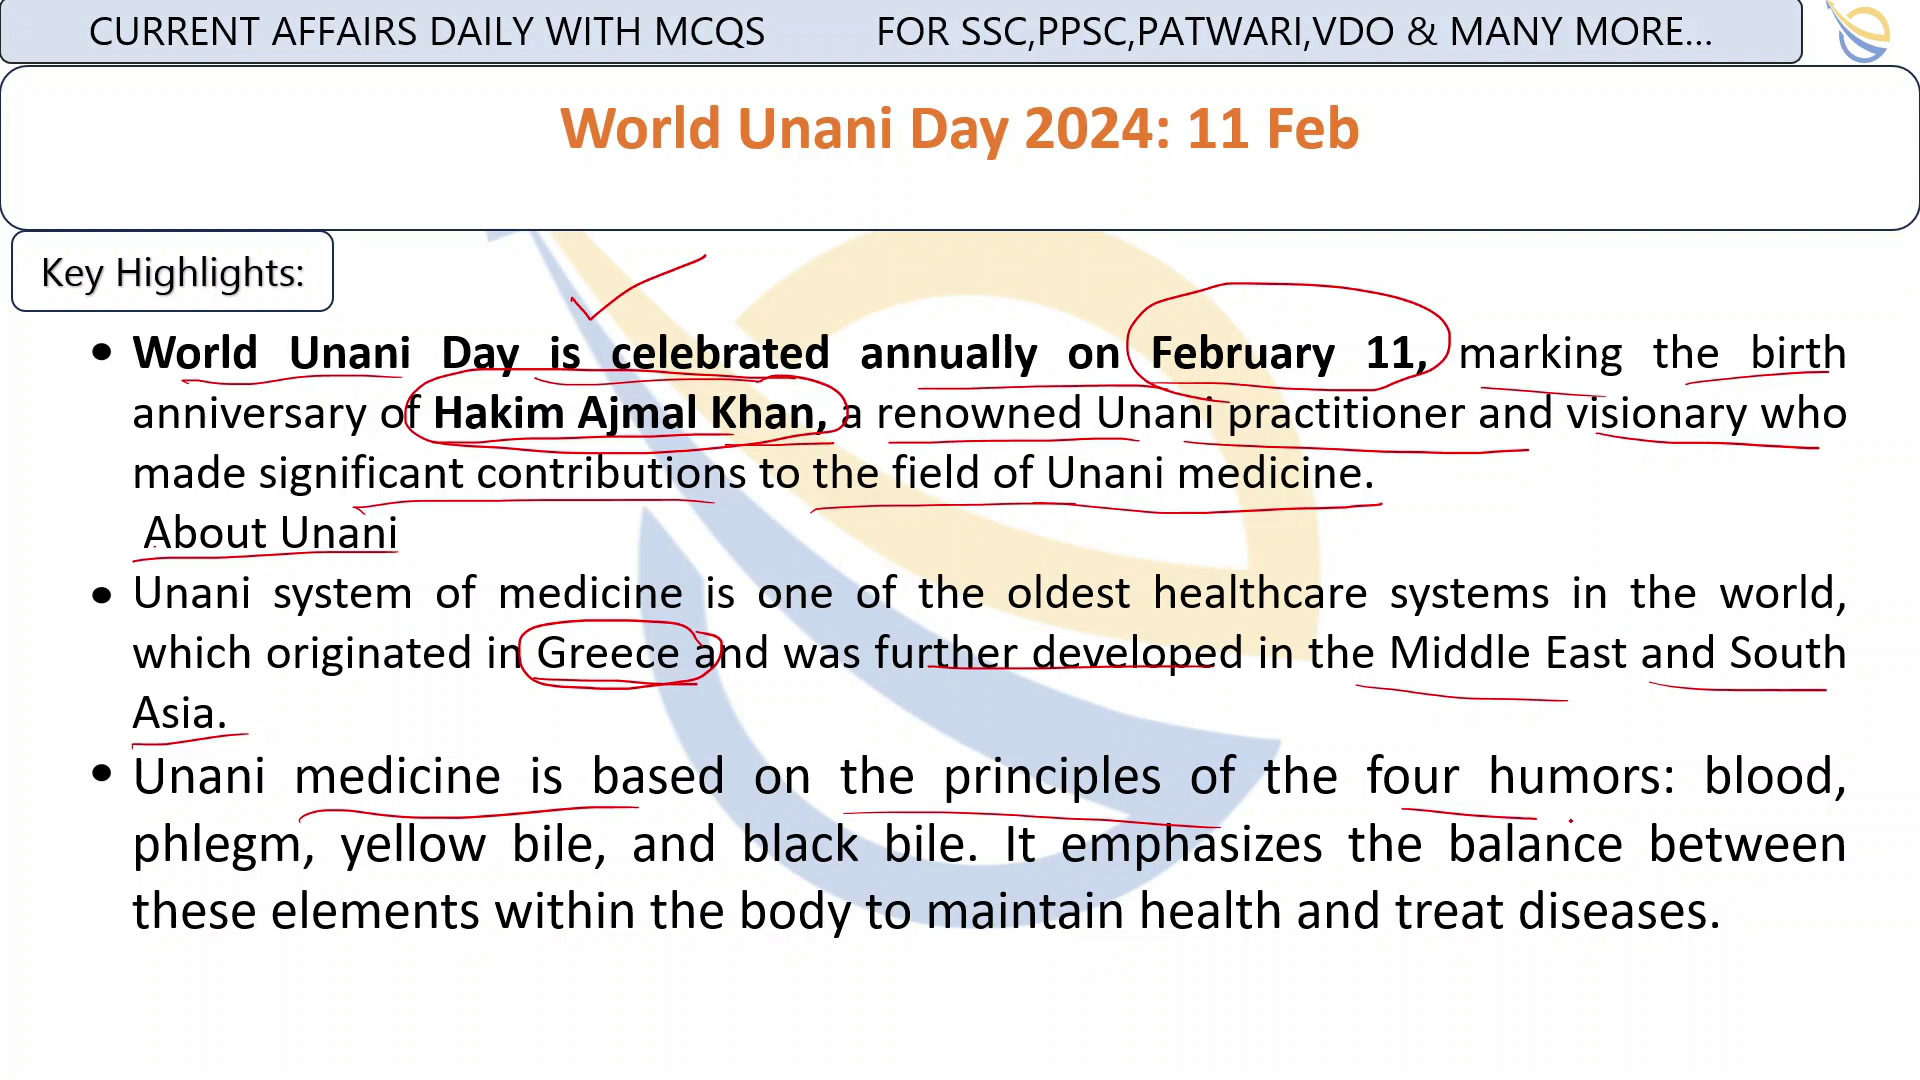 CURRENT AFFAIRS DAILY WITH MCQS FOR SSC,PPSC,PATWARI,VDO & MANY MORE...
World Unani Day 2024: 11 Feb
Key Highlights:
• World Unani Day is celebrated annually on February 11, marking the birth
anniversary of Hakim Ajmal Khan, a renowned Unani practitioner and visionary who
made significant contributions to the field of Unani medicine.
About Unani
• Unani system of medicine is one of the oldest healthcare systems in the world,
which originated in Greece and was further developed in the Middle East and South
Asia.
• Unani medicine is based on the principles of the four humors: blood,
phlegm, yellow bile, and black bile. It emphasizes the balance between
these elements within the body to maintain health and treat diseases.